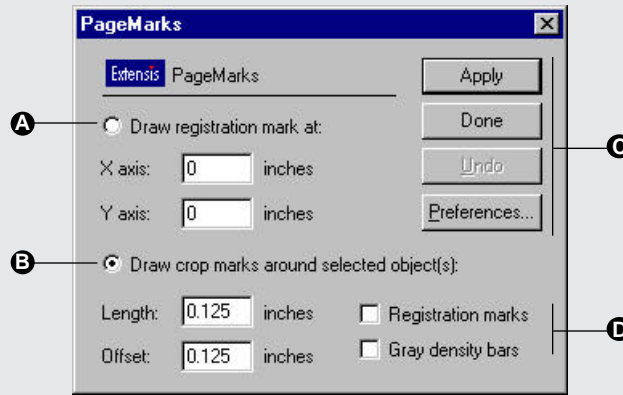 PageMarks
Extensis PageMarks
Apply
A
Draw registration mark at:
Done
C
X axis: 0 inches
Undo
Y axis: 0 inches
Preferences...
B
Draw crop marks around selected object(s):
Length: 0.125 inches
Registration marks
D
Offset: 0.125 inches
Gray density bars